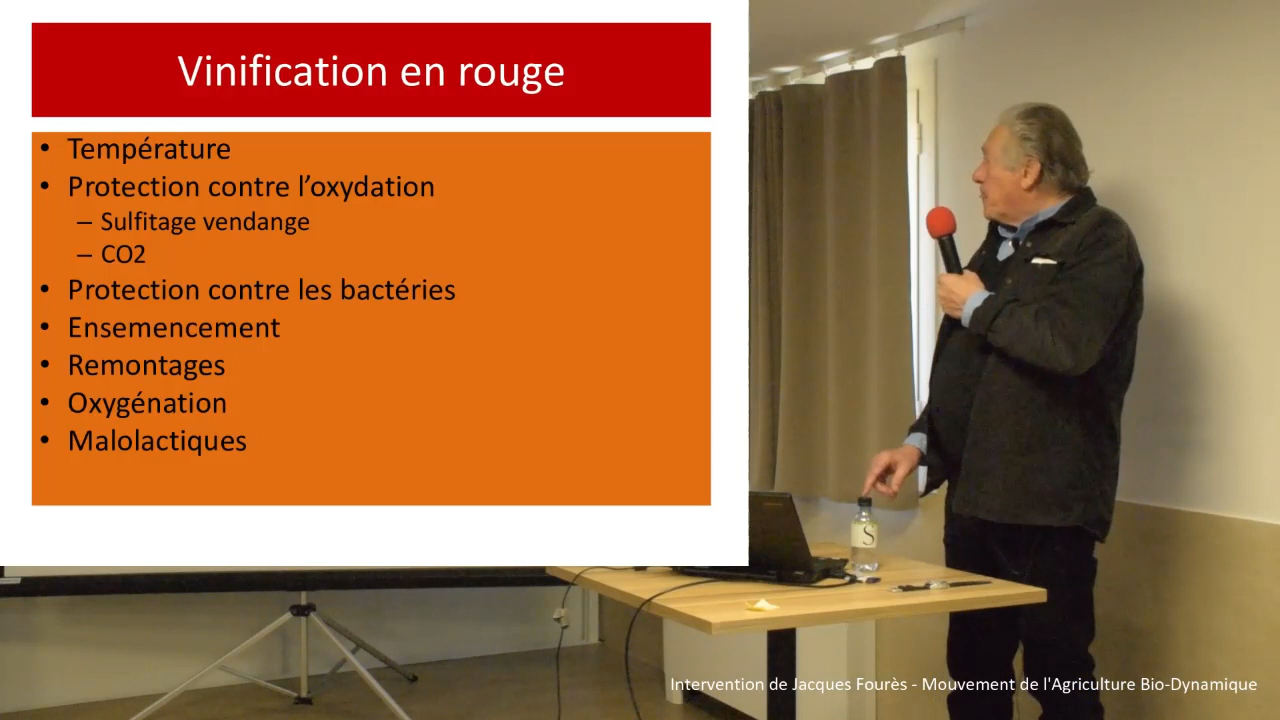 Vinification en rouge
• Température
• Protection contre l’oxydation
– Sulfitage vendange
– CO2
• Protection contre les bactéries
• Ensemencement
• Remontages
• Oxygénation
• Malolactiques
S
Intervention de Jacques Fourès - Mouvement de l'Agriculture Bio-Dynamique